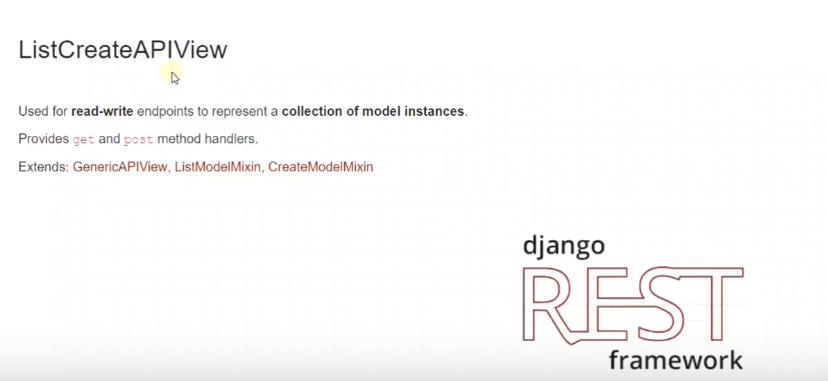 ListCreateAPIView
Used for read-write endpoints to represent a collection of model instances.
Provides get and post method handlers.
Extends: GenericAPIView, ListModelMixin, CreateModelMixin
django
REST
framework